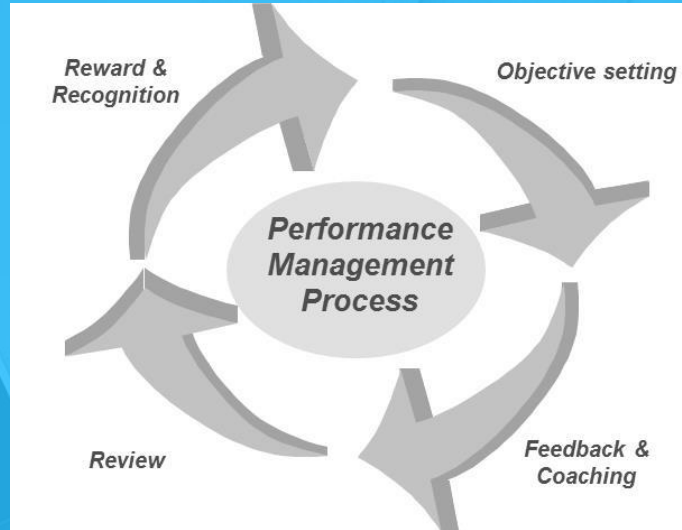 Reward &
Recognition
Objective setting
Performance
Management
Process
Review
Feedback &
Coaching